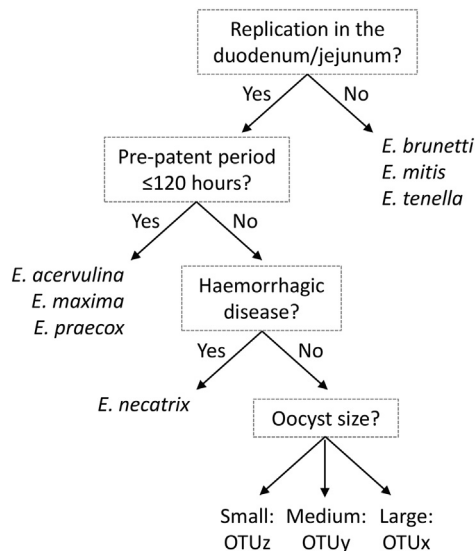 Replication in the
duodenum/jejunum?
Yes
No
E. brunetti
E. mitis
E. tenella
Pre-patent period
≤120 hours?
Yes
No
E. acervulina
E. maxima
E. praecox
Haemorrhagic
disease?
Yes
No
E. necatrix
Oocyst size?
Small:
OTUz
Medium:
OTUy
Large:
OTUx